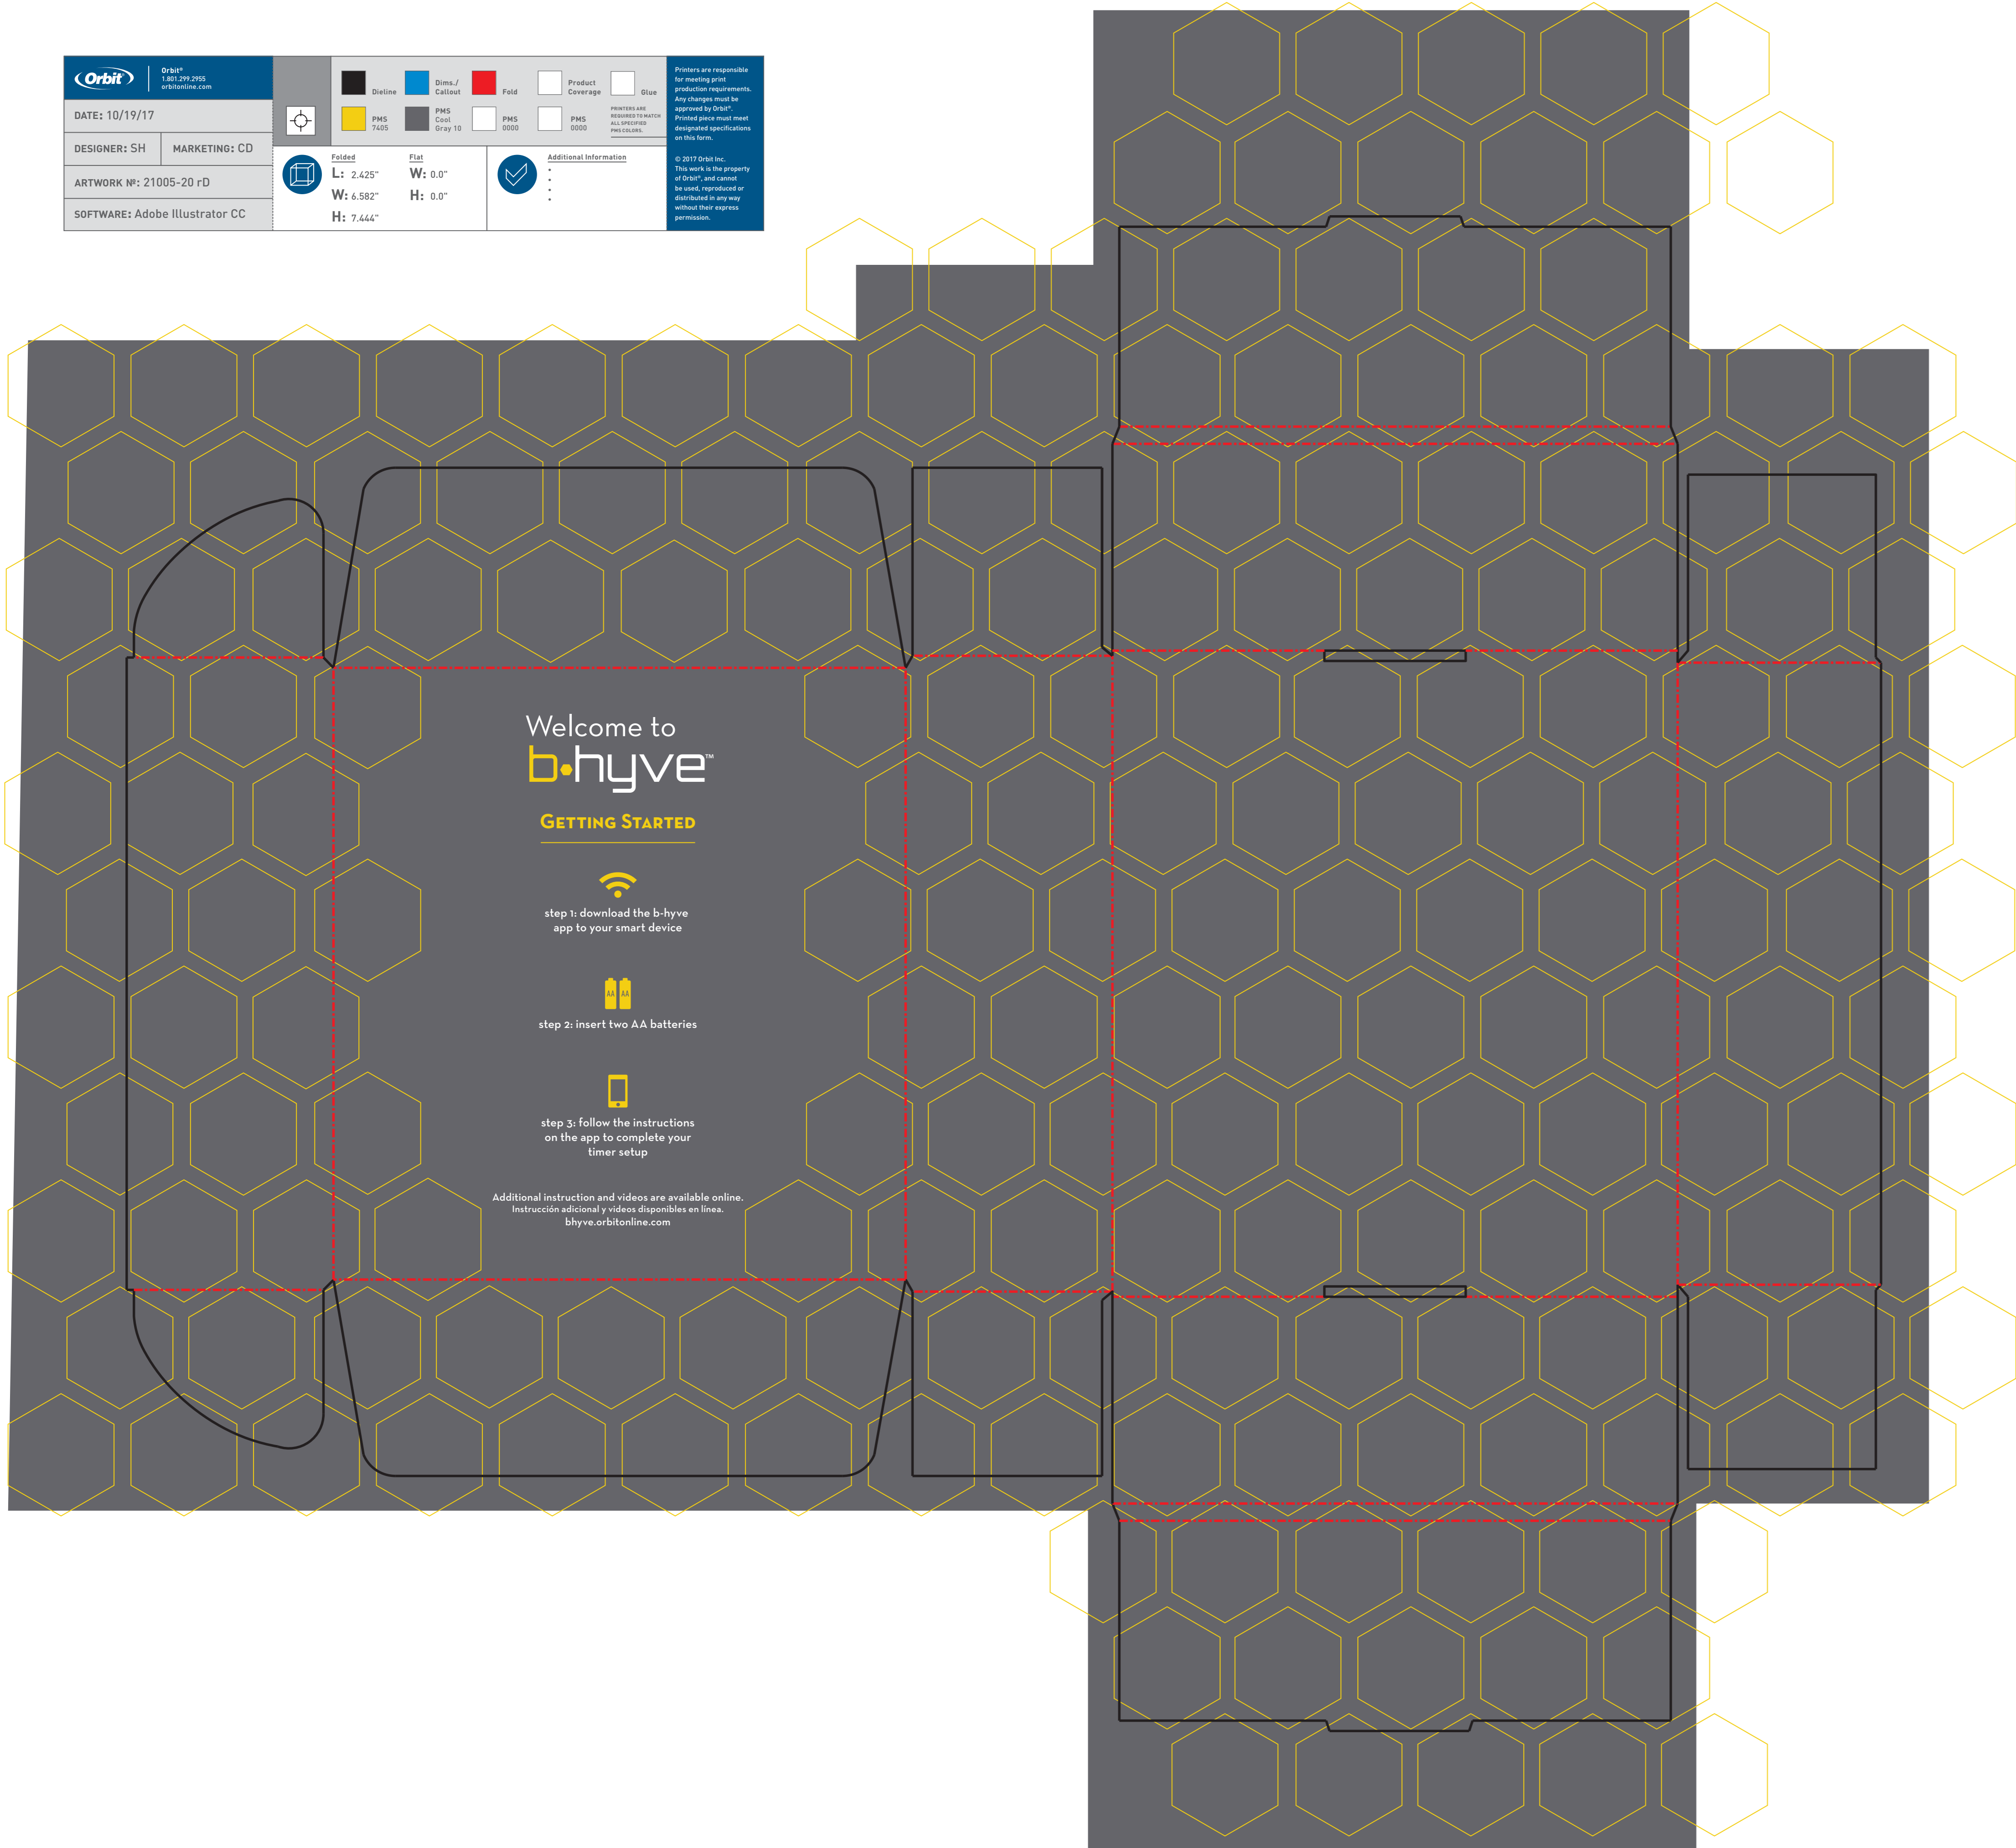 Orbit
Orbit®
1.801.299.2955
orbitonline.com
DATE: 10/19/17
DESIGNER: SH
MARKETING: CD
ARTWORK Nº: 21005-20 rD
SOFTWARE: Adobe Illustrator CC
Dieline
Dims./
Callout
Fold
Product
Coverage
Glue
PMS
7405
PMS
Cool
Gray 10
PMS
0000
PMS
0000
PRINTERS ARE
REQUIRED TO MATCH
ALL SPECIFIED
PMS COLORS.
Folded
L: 2.425"
W: 6.582"
H: 7.444"
Flat
W: 0.0"
H: 0.0"
Additional Information
•
•
•
•
Printers are responsible
for meeting print
production requirements.
Any changes must be
approved by Orbit®.
Printed piece must meet
designated specifications
on this form.
© 2017 Orbit Inc.
This work is the property
of Orbit®, and cannot
be used, reproduced or
distributed in any way
without their express
permission.
Welcome to
b•hyve™
GETTING STARTED
step 1: download the b-hyve
app to your smart device
AA AA
step 2: insert two AA batteries
step 3: follow the instructions
on the app to complete your
timer setup
Additional instruction and videos are available online.
Instrucción adicional y videos disponibles en línea.
bhyve.orbitonline.com